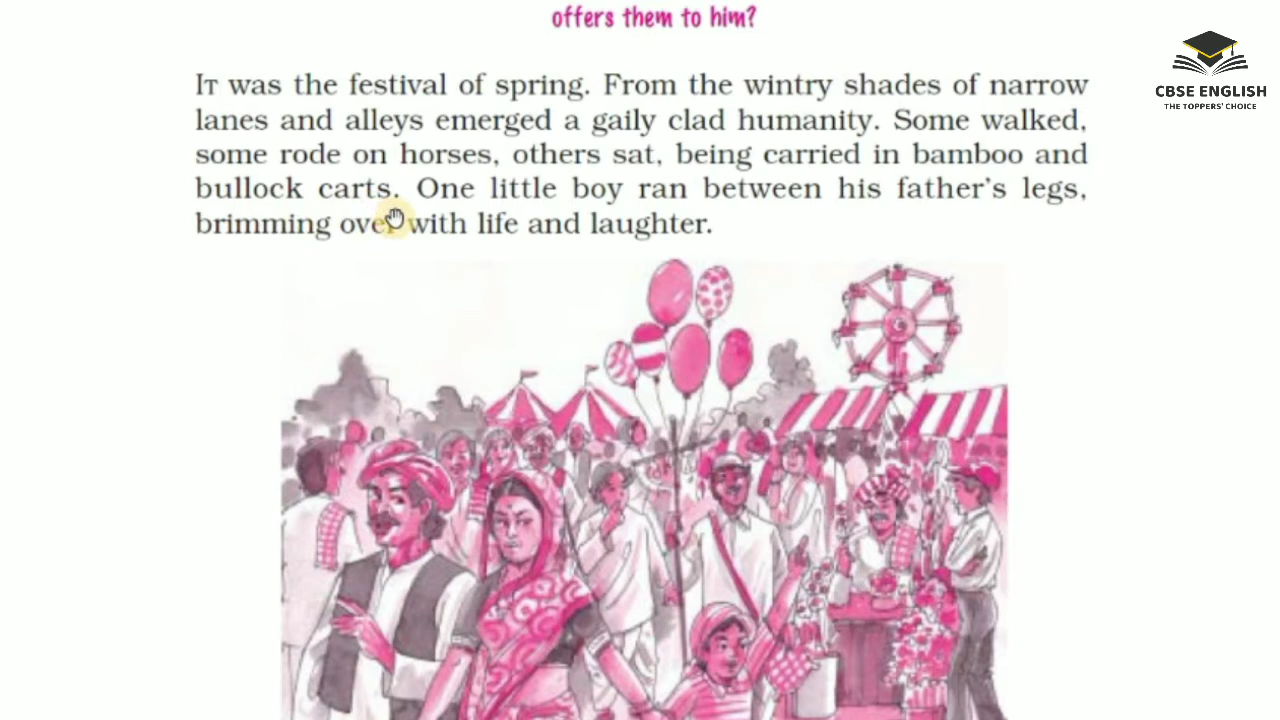 offers them to him?
CBSE ENGLISH
THE TOPPERS' CHOICE
IT was the festival of spring. From the wintry shades of narrow
lanes and alleys emerged a gaily clad humanity. Some walked,
some rode on horses, others sat, being carried in bamboo and
bullock carts. One little boy ran between his father's legs,
brimming over with life and laughter.